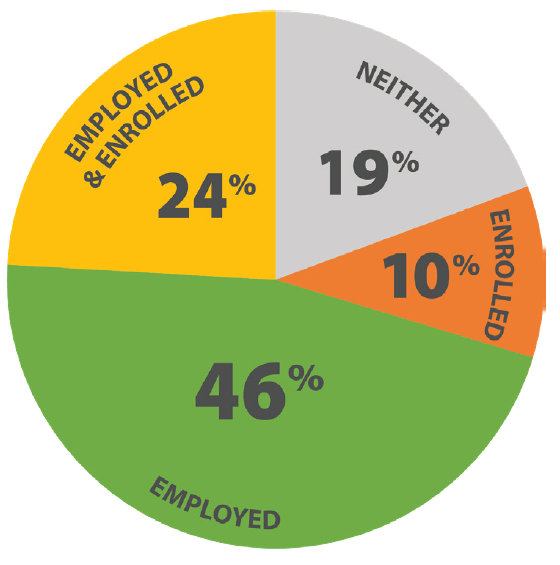 EMPLOYED
& ENROLLED
24%
NEITHER
19%
ENROLLED
10%
46%
EMPLOYED